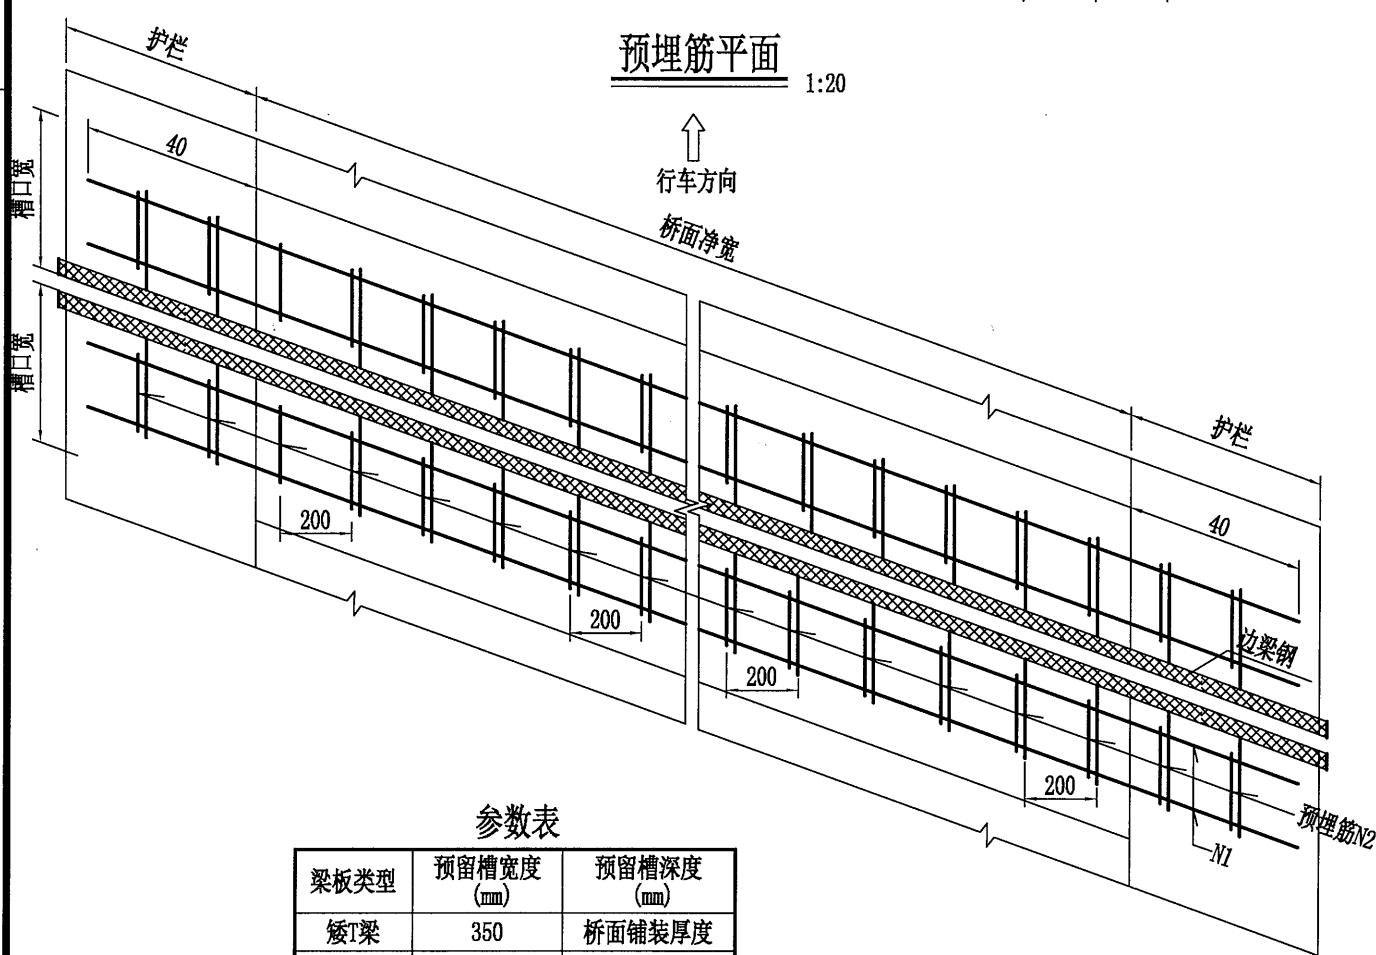 预埋筋平面
1:20
行车方向
护栏
40
桥面净宽
槽口宽
槽口宽
护栏
40
200
200
200
200
边梁钢
预埋筋N2
N1
参数表
梁板类型
预留槽宽度
(mm)
预留槽深度
(mm)
矮T梁
350
桥面铺装厚度